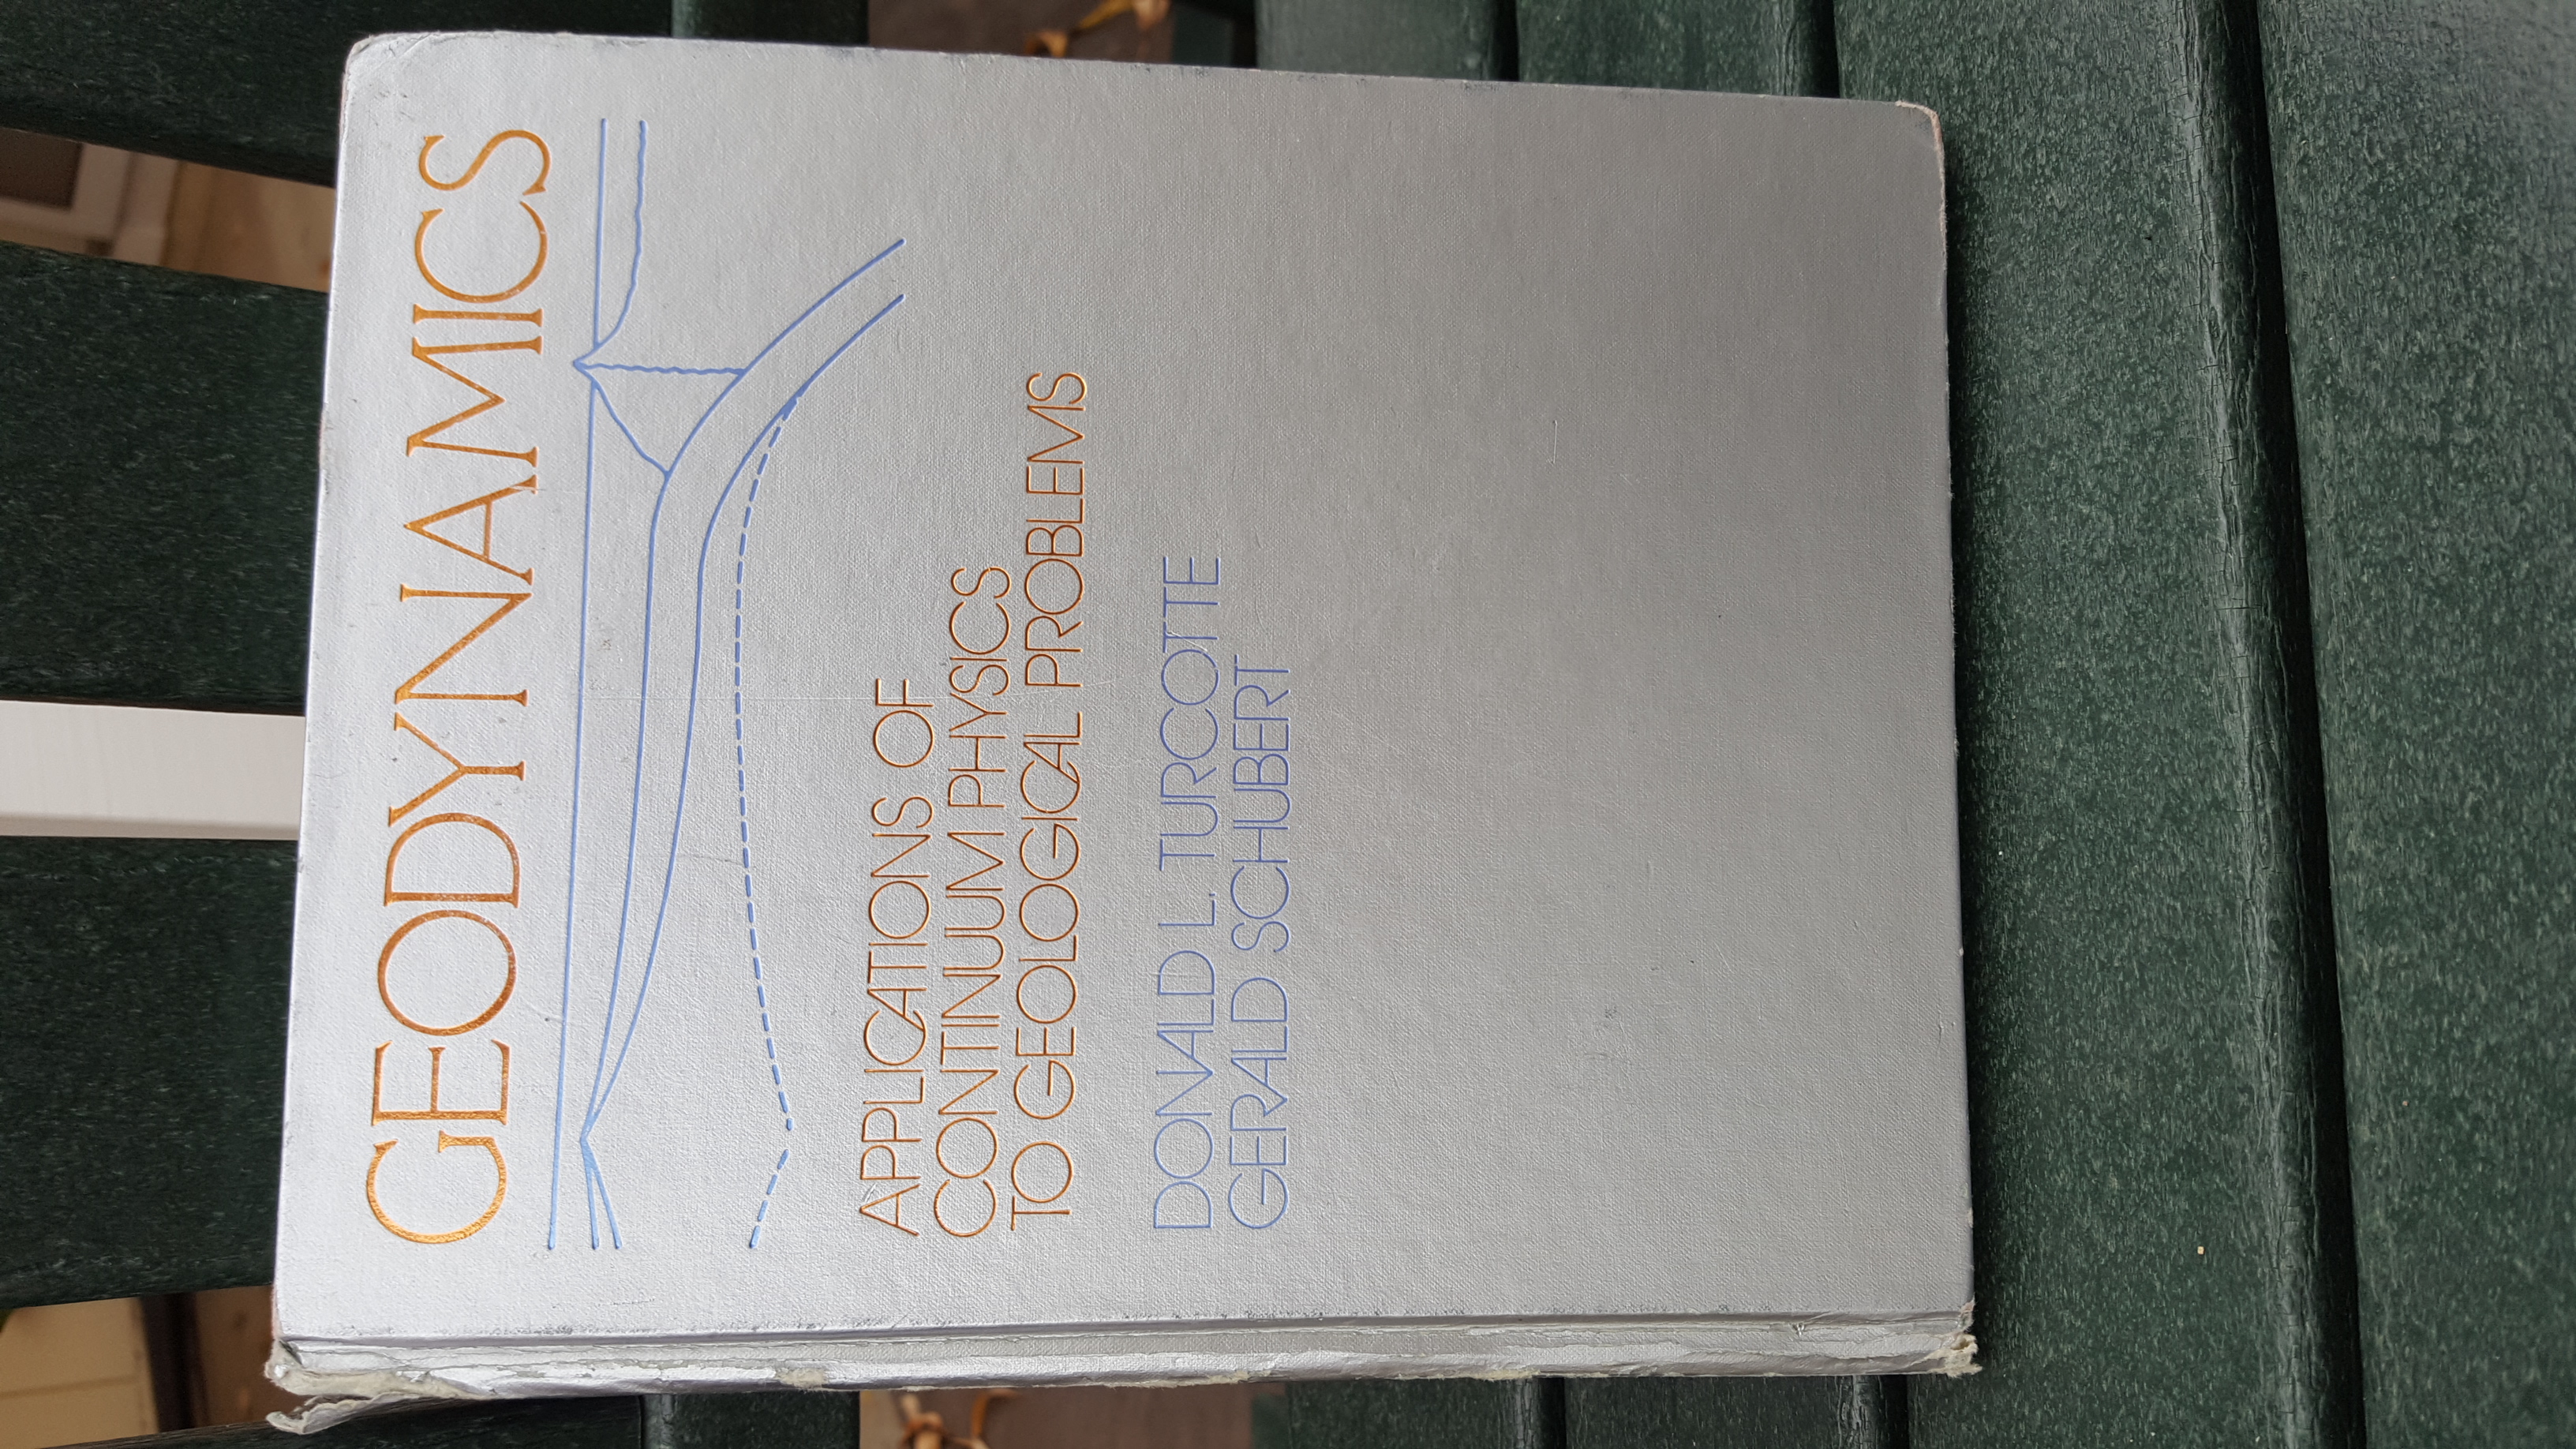 GEODYNAMICS
APPLICATIONS OF
CONTINUUM PHYSICS
TO GEOLOGICAL PROBLEMS
DONALD L. TURCOTTE
GERALD SCHUBERT